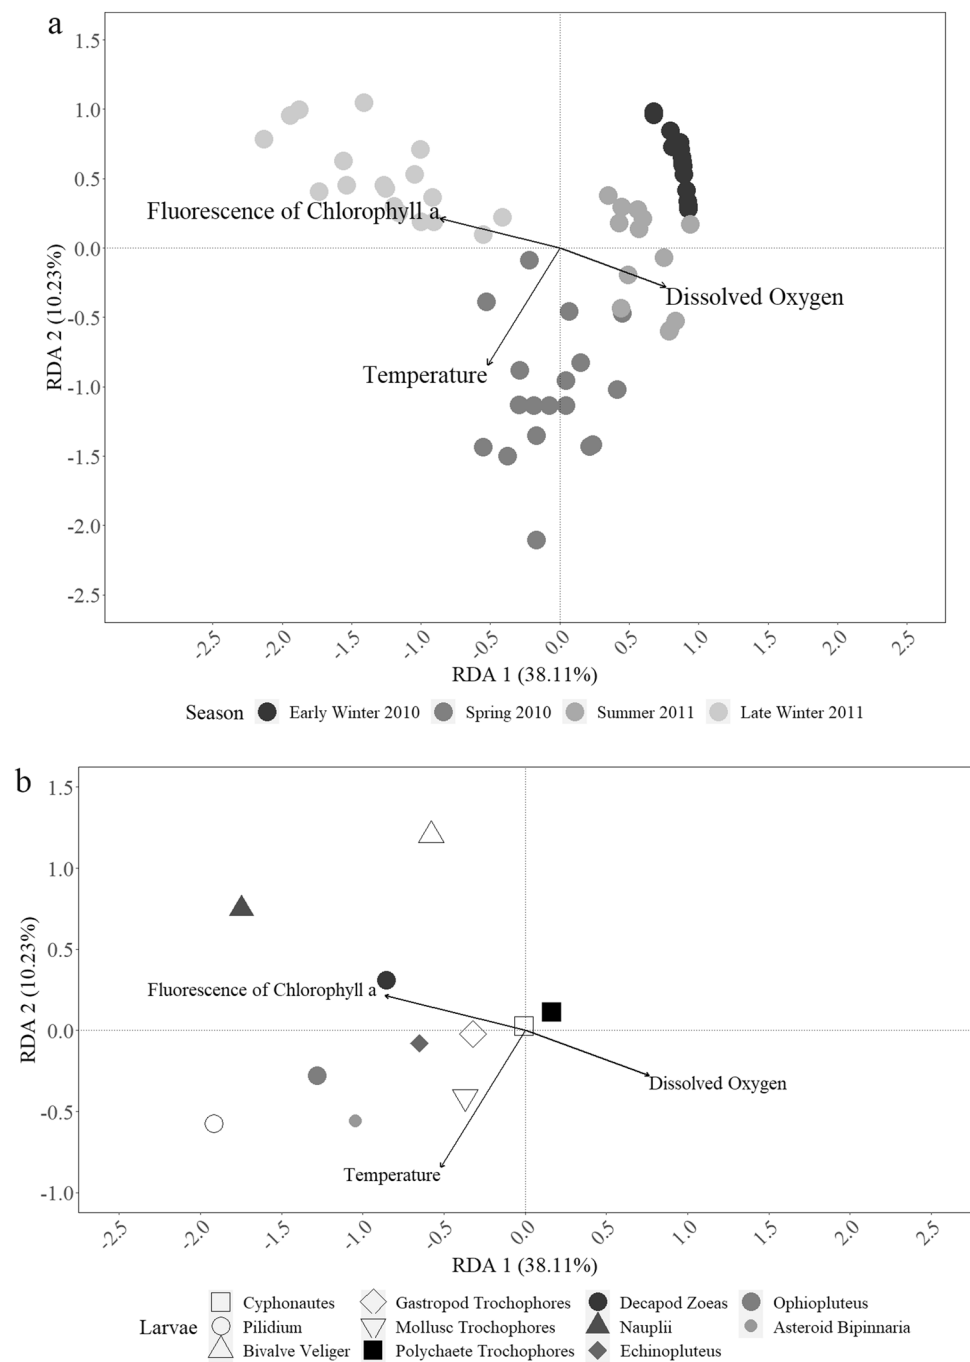 a
1.5
1.0
0.5
0.0
-0.5
-1.0
-1.5
-2.0
-2.5
RDA 2 (10.23%)
Fluorescence of Chlorophyll a
Dissolved Oxygen
Temperature
-2.5 -2.0 -1.5 -1.0 -0.5 0.0 0.5 1.0 1.5 2.0 2.5
RDA 1 (38.11%)
Season Early Winter 2010 Spring 2010 Summer 2011 Late Winter 2011
b
1.5
1.0
0.5
0.0
-0.5
-1.0
RDA 2 (10.23%)
Fluorescence of Chlorophyll a
Dissolved Oxygen
Temperature
-2.5 -2.0 -1.5 -1.0 -0.5 0.0 0.5 1.0 1.5 2.0 2.5
RDA 1 (38.11%)
Cyphonautes Gastropod Trochophores Decapod Zoeas Ophiopluteus
Larvae Pilidium Mollusc Trochophores Nauplii Asteroid Bipinnaria
Bivalve Veliger Polychaete Trochophores Echinopluteus